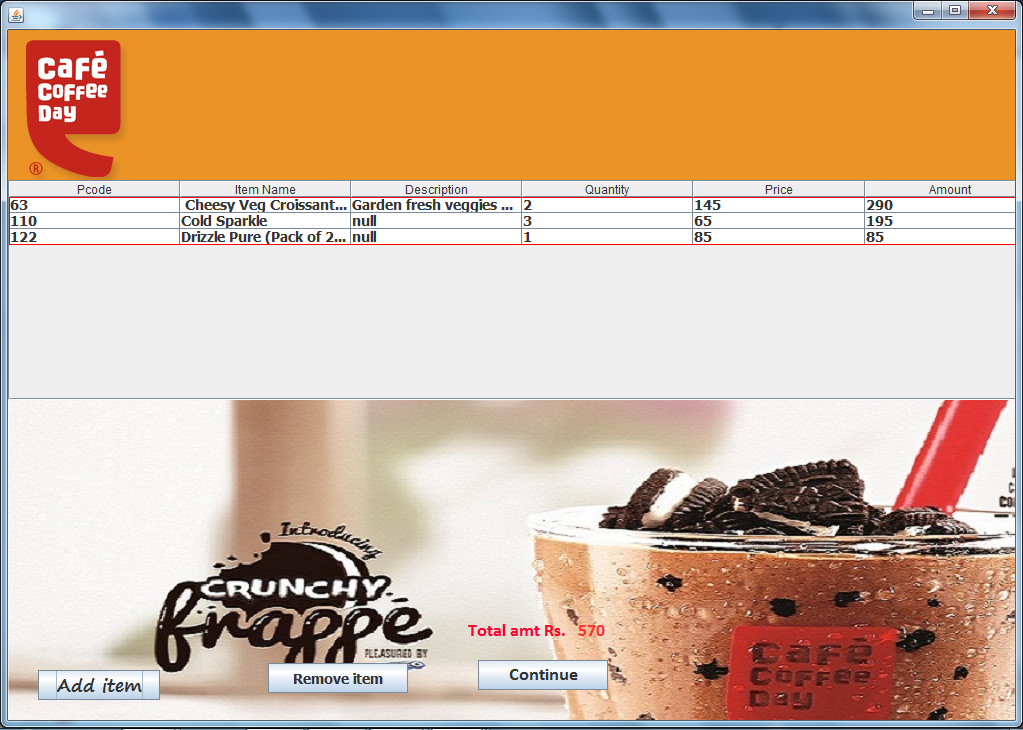 Café
Coffee
Day
®
Pcode Item Name Description Quantity Price Amount
63 Cheesy Veg Croissant... Garden fresh veggies ... 2 145 290
110 Cold Sparkle null 3 65 195
122 Drizzle Pure (Pack of 2... null 1 85 85
Introducing
CRUNCHY
frappe
PLEASURED BY
Total amt Rs. 570
Add item Remove item Continue
Café
Coffee
Day